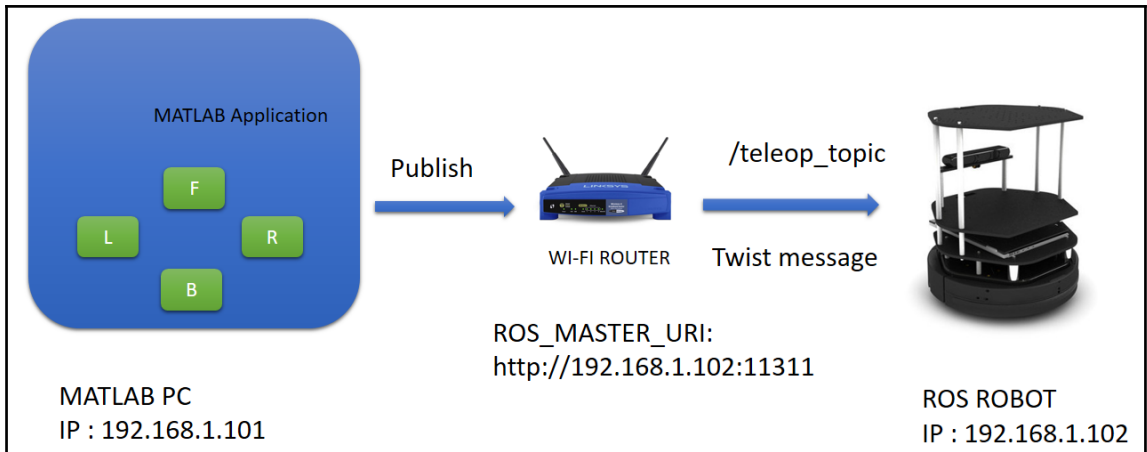 MATLAB Application
F
L
R
B
Publish
LINKSYS
WI-FI ROUTER
/teleop_topic
Twist message
ROS_MASTER_URI:
http://192.168.1.102:11311
MATLAB PC
IP : 192.168.1.101
ROS ROBOT
IP : 192.168.1.102